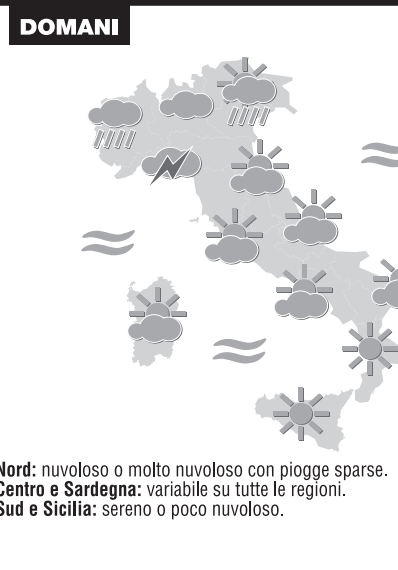 DOMANI
Nord: nuvoloso o molto nuvoloso con piogge sparse.
Centro e Sardegna: variabile su tutte le regioni.
Sud e Sicilia: sereno o poco nuvoloso.